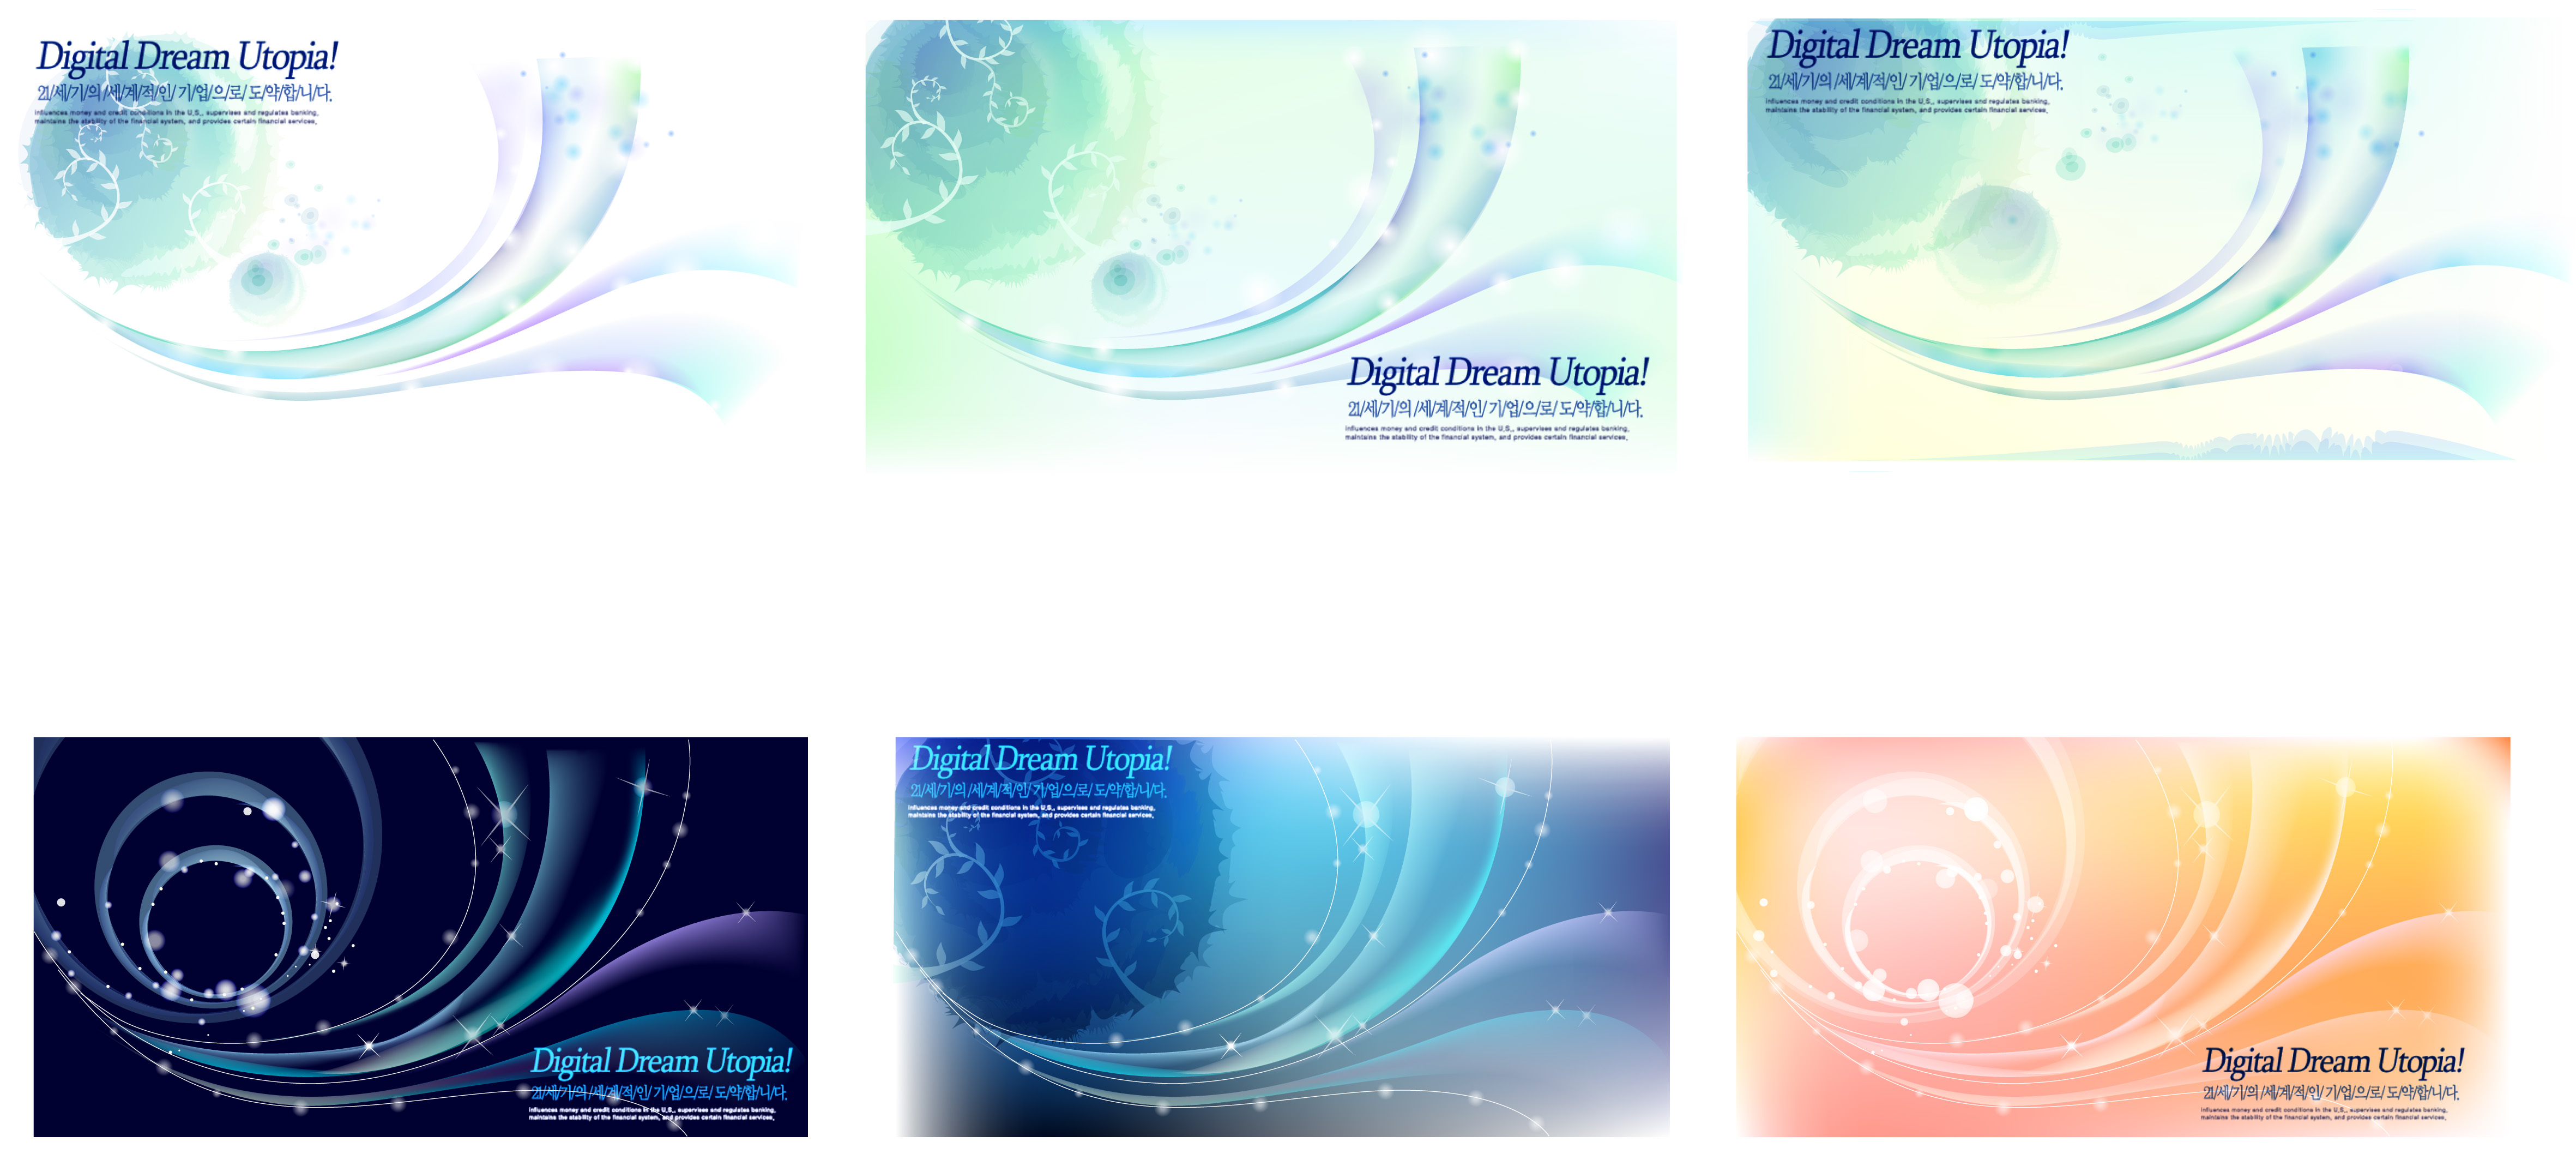 Digital Dream Utopia!
21/세/기/의 /세/계/적/인/ 기/업/으/로/ 도/약/합/니/다.
influences money and credit conditions in the U.S., supervises and regulates banking,
maintains the stability of the financial system, and provides certain financial services.
Digital Dream Utopia!
21/세/기/의 /세/계/적/인/ 기/업/으/로/ 도/약/합/니/다.
influences money and credit conditions in the U.S., supervises and regulates banking,
maintains the stability of the financial system, and provides certain financial services.
Digital Dream Utopia!
21/세/기/의 /세/계/적/인/ 기/업/으/로/ 도/약/합/니/다.
influences money and credit conditions in the U.S., supervises and regulates banking,
maintains the stability of the financial system, and provides certain financial services.
Digital Dream Utopia!
21/세/기/의 /세/계/적/인/ 기/업/으/로/ 도/약/합/니/다.
influences money and credit conditions in the U.S., supervises and regulates banking,
maintains the stability of the financial system, and provides certain financial services.
Digital Dream Utopia!
21/세/기/의 /세/계/적/인/ 기/업/으/로/ 도/약/합/니/다.
influences money and credit conditions in the U.S., supervises and regulates banking,
maintains the stability of the financial system, and provides certain financial services.
Digital Dream Utopia!
21/세/기/의 /세/계/적/인/ 기/업/으/로/ 도/약/합/니/다.
influences money and credit conditions in the U.S., supervises and regulates banking,
maintains the stability of the financial system, and provides certain financial services.